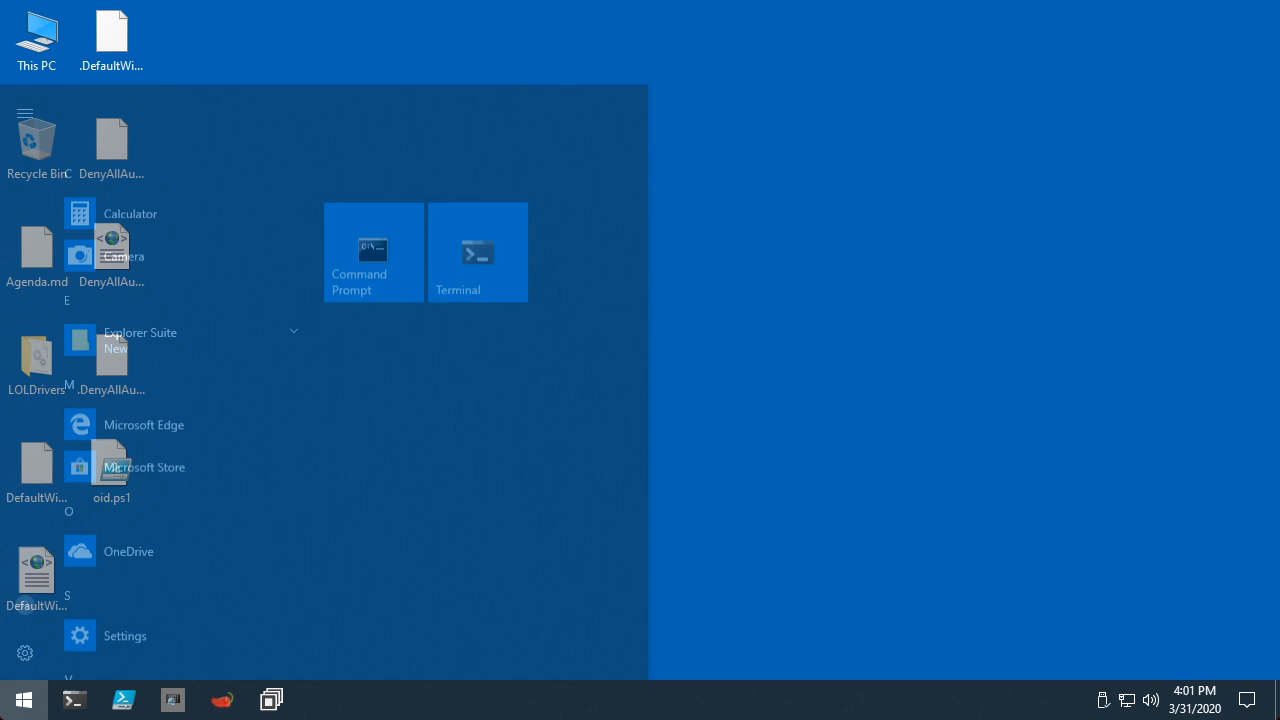 This PC
.DefaultWi...
Recycle Bin
C
DenyAllAu...
Calculator
Camera
Agenda.md
DenyAllAu...
E
Explorer Suite
New
M
LOLDrivers
.DenyAllAu...
Microsoft Edge
Microsoft Store
DefaultWi...
oid.ps1
O
OneDrive
S
DefaultWi...
Settings
V
Command
Prompt
Terminal
4:01 PM
3/31/2020